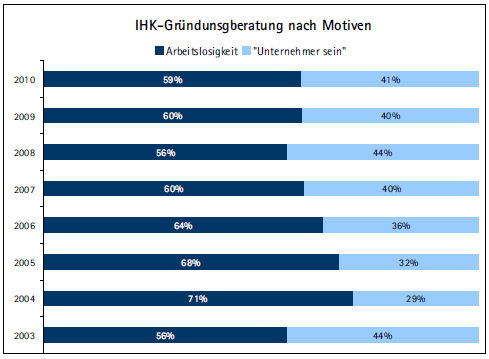 IHK-Gründunsgberatung nach Motiven
Arbeitslosigkeit "Unternehmer sein"
2010 59% 41%
2009 60% 40%
2008 56% 44%
2007 60% 40%
2006 64% 36%
2005 68% 32%
2004 71% 29%
2003 56% 44%